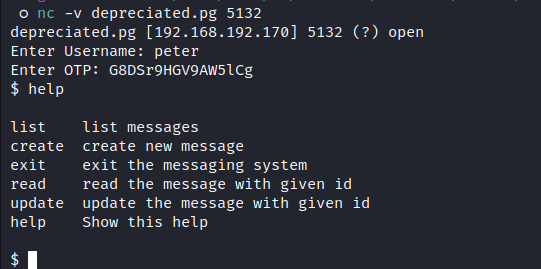 o nc -v depreciated.pg 5132
depreciated.pg [192.168.192.170] 5132 (?) open
Enter Username: peter
Enter OTP: G8DSr9HGV9AW5lCg
$ help
list list messages
create create new message
exit exit the messaging system
read read the message with given id
update update the message with given id
help Show this help
$